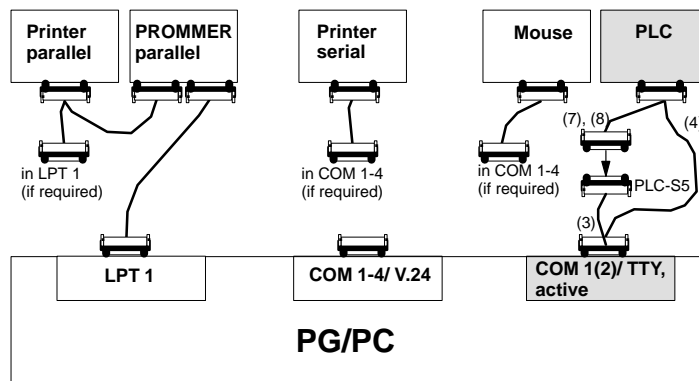 Printer
parallel
PROMMER
parallel
Printer
serial
Mouse
PLC
(7), (8)
(4
in LPT 1
(if required)
in COM 1-4
(if required)
in COM 1-4
(if required)
PLC-S5
(3)
LPT 1
COM 1-4/ V.24
COM 1(2)/ TTY,
active
PG/PC